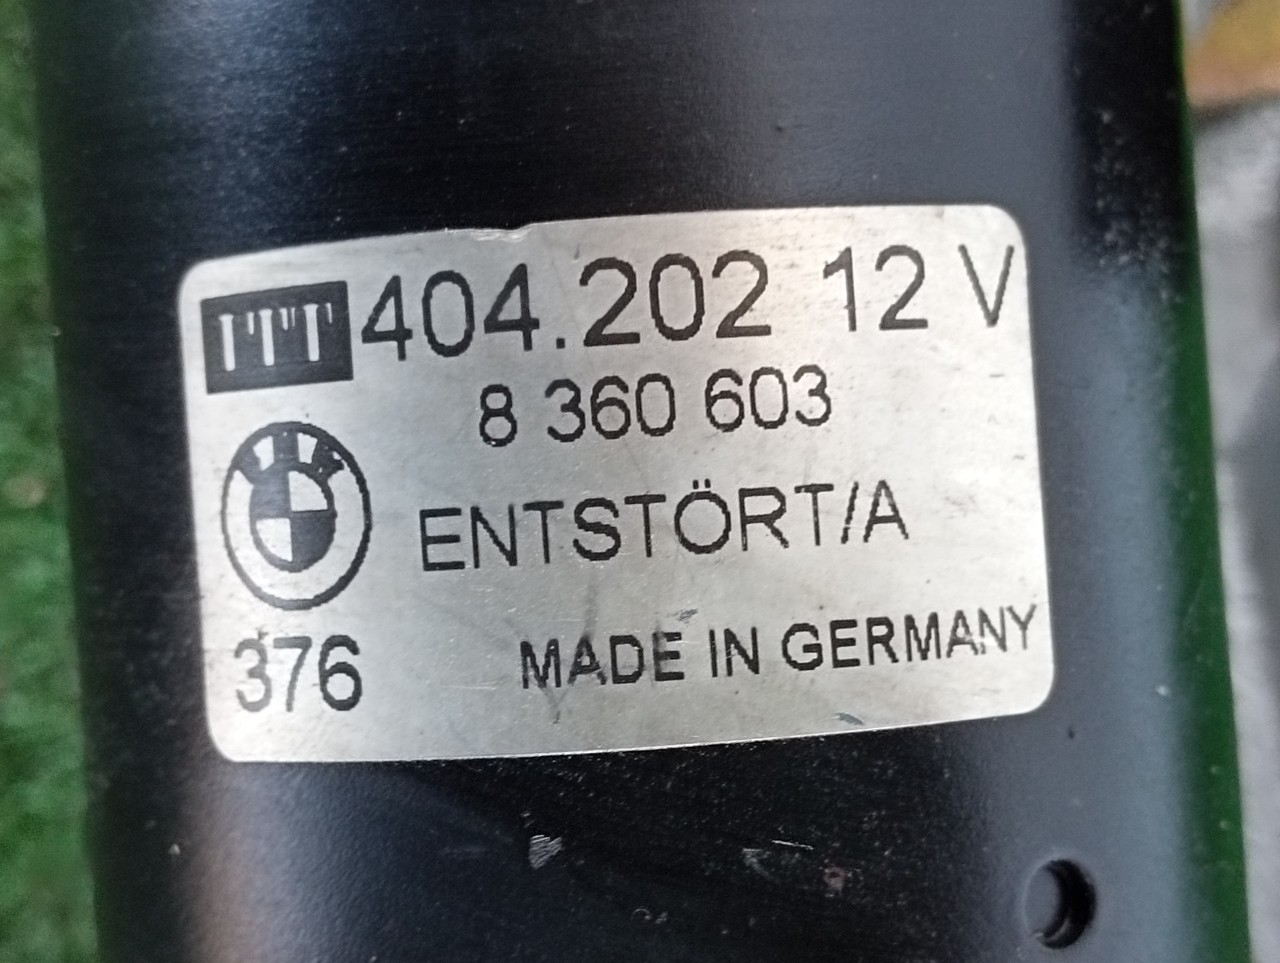 ITT 404.202 12 V
8 360 603
ENTSTÖRT/A
376 MADE IN GERMANY